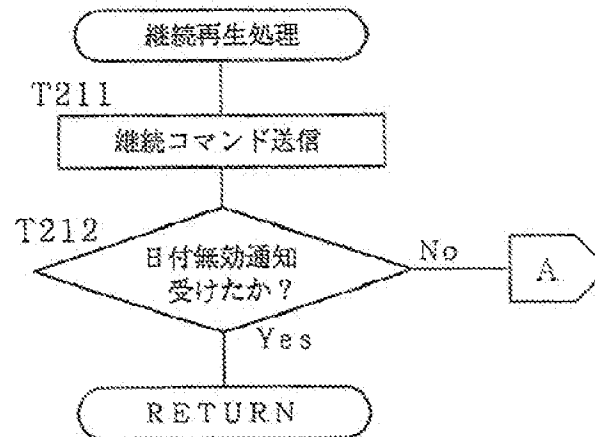 継続再生処理
T211
継続コマンド送信
T212
日付無効通知
受けたか？
No
A
Yes
RETURN